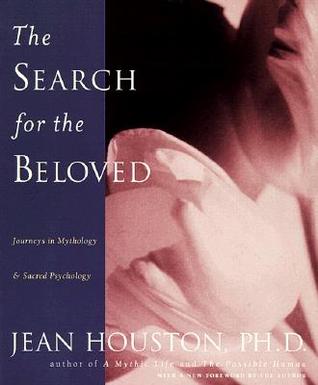 The
SEARCH
for the
BELOVED
Journeys in Mythology
& Sacred Psychology
JEAN HOUSTON, PH.D.
author of A Mythic Life and The Possible Human
WITH A NEW FOREWORD BY THE AUTHOR